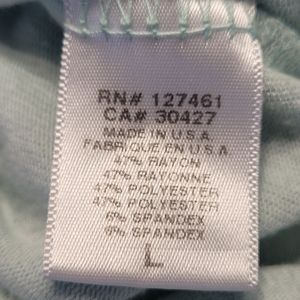 RN# 127461
CA# 30427
MADE IN U.S.A
FABRIQUÉ EN U.S.A
47% RAYON
47% RAYONNE
47% POLYESTER
47% POLYESTER
6% SPANDEX
6% SPANDEX
L